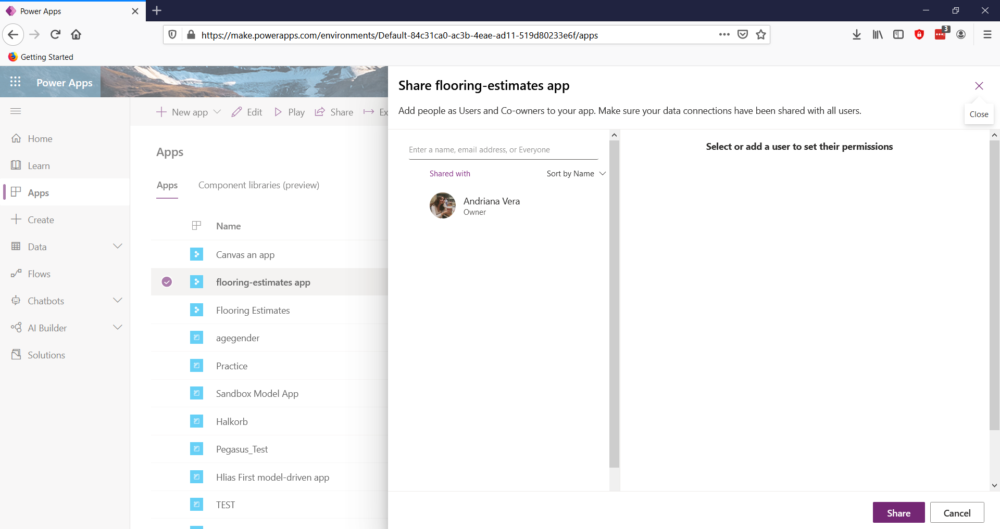 Power Apps
https://make.powerapps.com/environments/Default-84c31ca0-ac3b-4eae-ad11-519d80233e6f/apps
3
Getting Started
Power Apps
New app
Edit
Play
Share
Ex
Home
Learn
Apps
Create
Data
Flows
Chatbots
AI Builder
Solutions
Apps
Apps
Component libraries (preview)
Name
Canvas an app
flooring-estimates app
Flooring Estimates
agegender
Practice
Sandbox Model App
Halkorb
Pegasus_Test
Hlias First model-driven app
TEST
Share flooring-estimates app
Add people as Users and Co-owners to your app. Make sure your data connections have been shared with all users.
Close
Enter a name, email address, or Everyone
Shared with
Sort by Name
Andriana Vera
Owner
Select or add a user to set their permissions
Share
Cancel